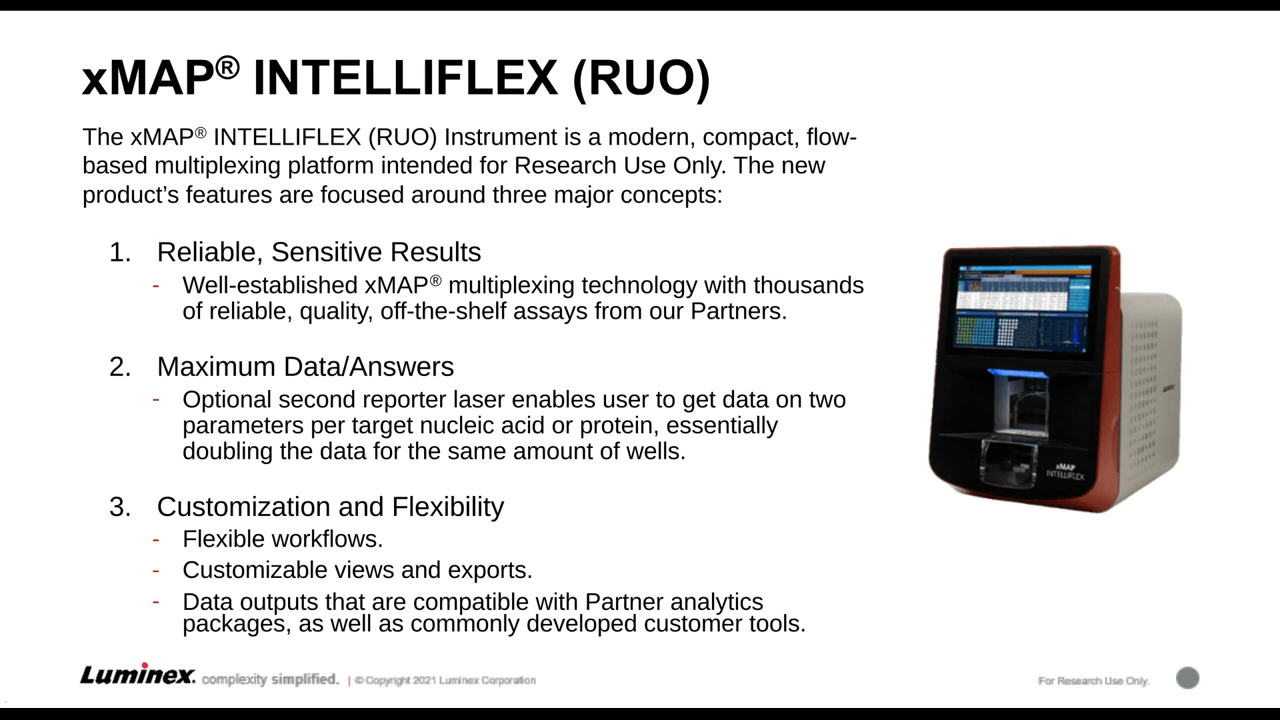 xMAP® INTELLIFLEX (RUO)
The xMAP® INTELLIFLEX (RUO) Instrument is a modern, compact, flow-
based multiplexing platform intended for Research Use Only. The new
product’s features are focused around three major concepts:
1. Reliable, Sensitive Results
- Well-established xMAP® multiplexing technology with thousands
of reliable, quality, off-the-shelf assays from our Partners.
2. Maximum Data/Answers
- Optional second reporter laser enables user to get data on two
parameters per target nucleic acid or protein, essentially
doubling the data for the same amount of wells.
3. Customization and Flexibility
- Flexible workflows.
- Customizable views and exports.
- Data outputs that are compatible with Partner analytics
packages, as well as commonly developed customer tools.
xMAP
INTELLIFLEX
Luminex. complexity simplified. | © Copyright 2021 Luminex Corporation
For Research Use Only.